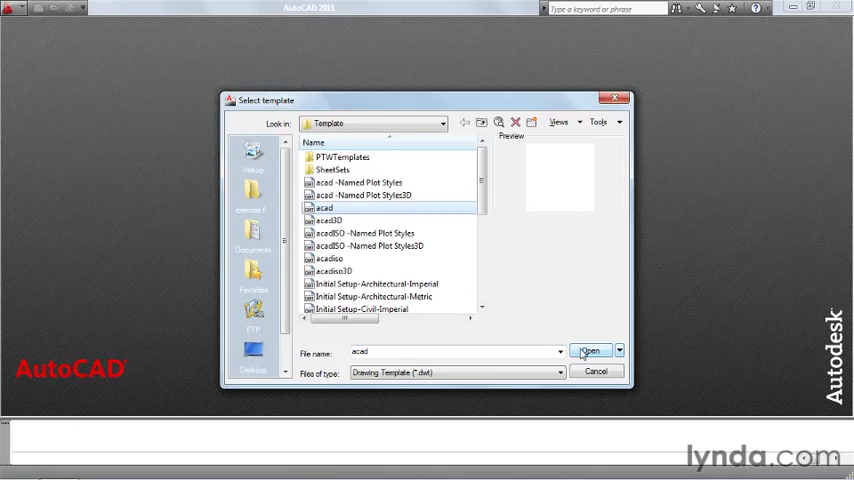 AutoCAD 2011
Type a keyword or phrase
Select template
Look in:
Template
Views
Tools
Name
Preview
PTWTemplates
SheetSets
acad -Named Plot Styles
acad -Named Plot Styles3D
acad
acad3D
acadISO -Named Plot Styles
acadISO -Named Plot Styles3D
acadiso
acadiso3D
Initial Setup-Architectural-Imperial
Initial Setup-Architectural-Metric
Initial Setup-Civil-Imperial
History
exercise f
Documents
Favorites
FTP
Desktop
File name:
acad
Open
Files of type:
Drawing Template (*.dwt)
Cancel
AutoCAD
Autodesk
lynda.com